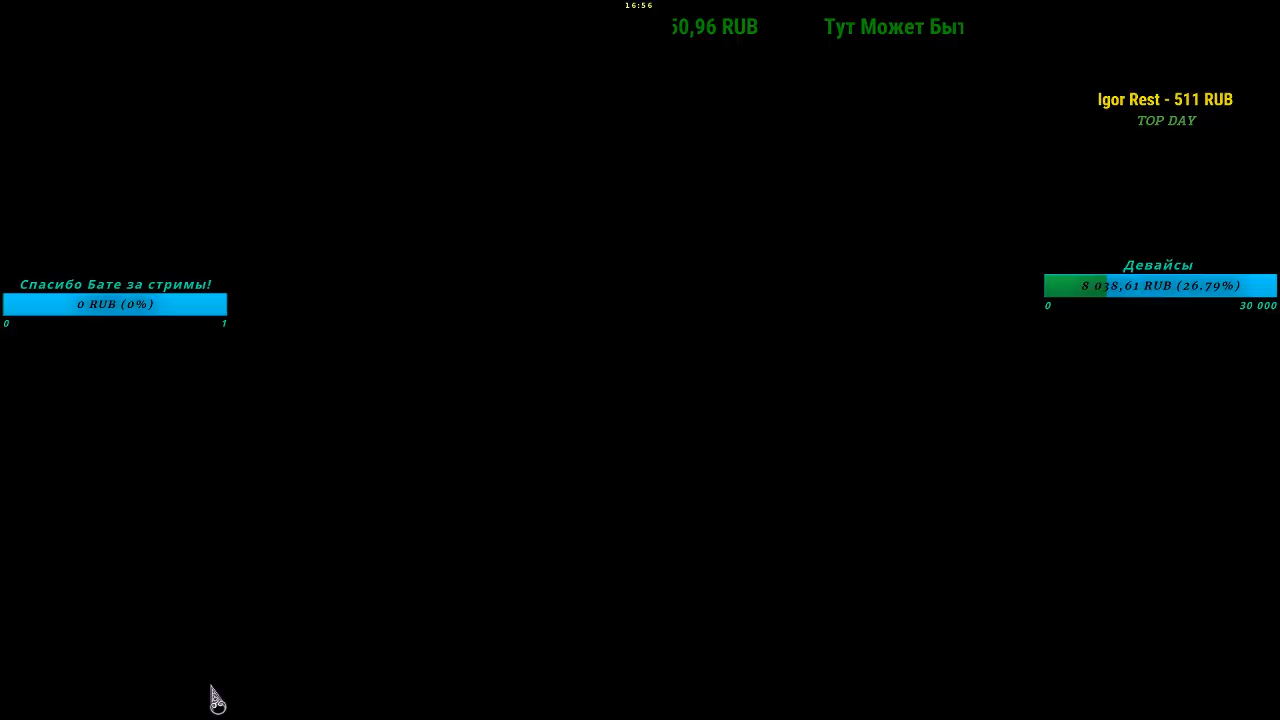 16:56
50,96 RUB
Тут Может Быт
Igor Rest - 511 RUB
TOP DAY
Девайсы
8 038,61 RUB (26.79%)
0
30 000
Спасибо Бате за стримы!
0 RUB (0%)
0
1